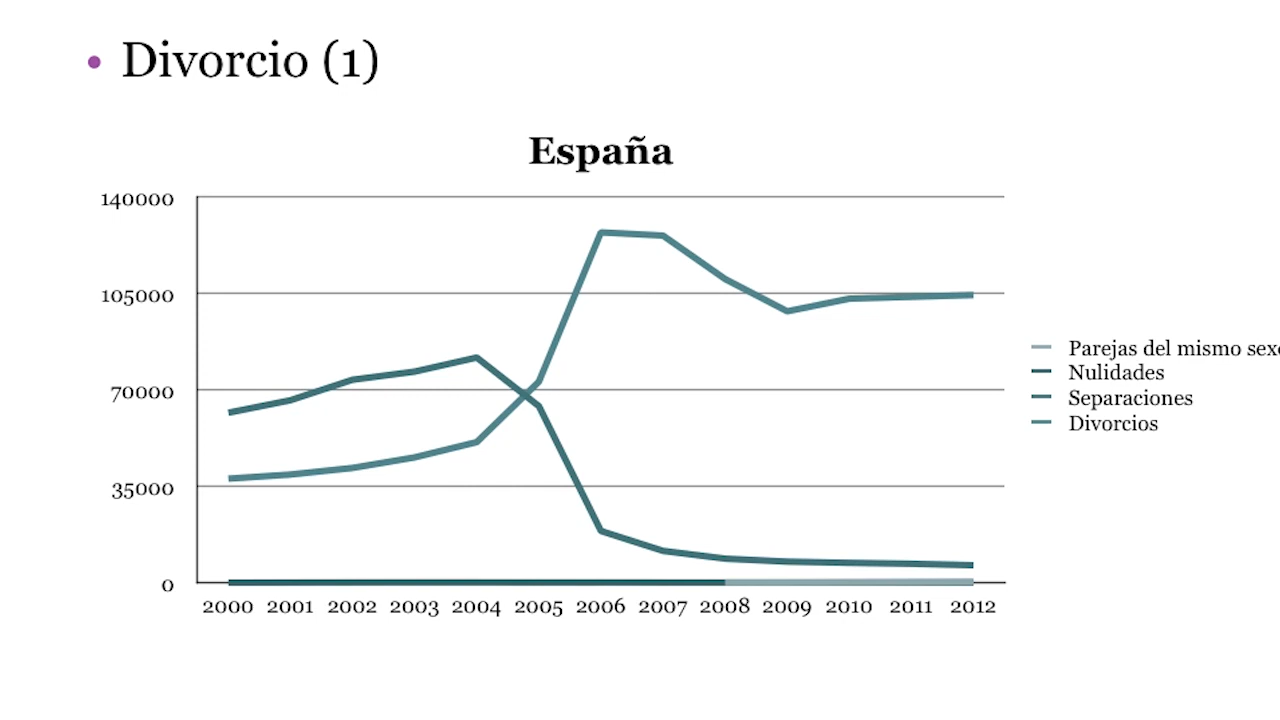 • Divorcio (1)
España
140000
105000
70000
35000
0
2000 2001 2002 2003 2004 2005 2006 2007 2008 2009 2010 2011 2012
Parejas del mismo sex
Nulidades
Separaciones
Divorcios